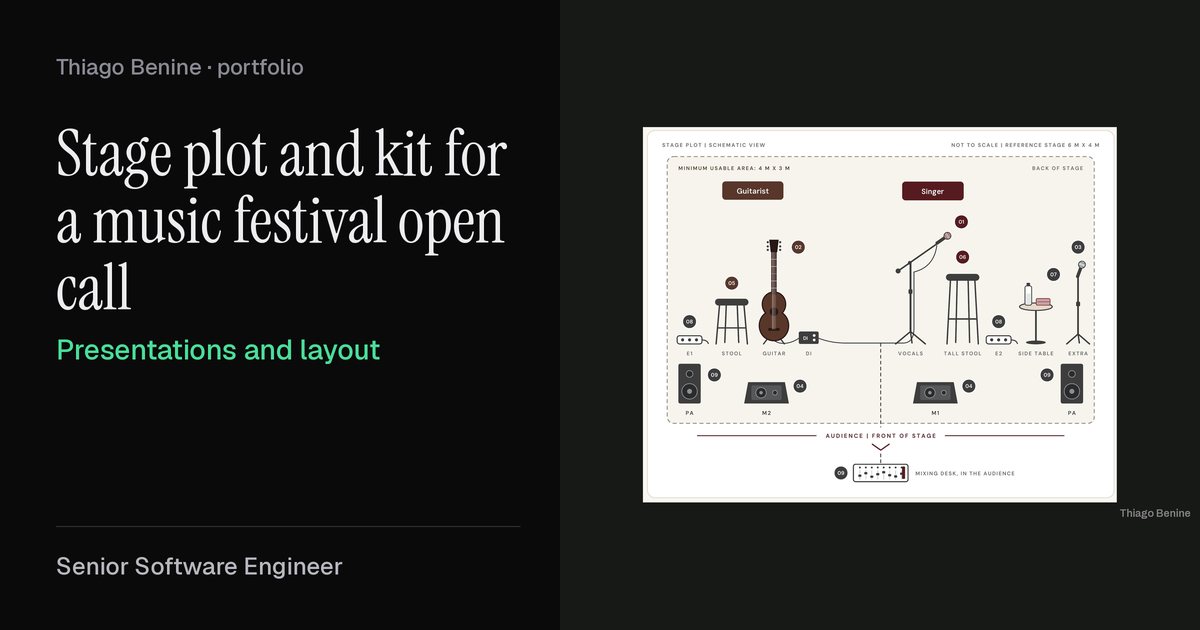 Thiago Benine · portfolio
Stage plot and kit for
a music festival open
call
Presentations and layout
Senior Software Engineer
STAGE PLOT | SCHEMATIC VIEW
NOT TO SCALE | REFERENCE STAGE 6 M X 4 M
MINIMUM USABLE AREA: 4 M X 3 M
BACK OF STAGE
Guitarist
Singer
01
02
03
06
07
05
08
08
DI
E1
STOOL
GUITAR
DI
VOCALS
TALL STOOL
E2
SIDE TABLE
EXTRA
09
04
04
09
PA
M2
M1
PA
AUDIENCE | FRONT OF STAGE
09
MIXING DESK, IN THE AUDIENCE
Thiago Benine